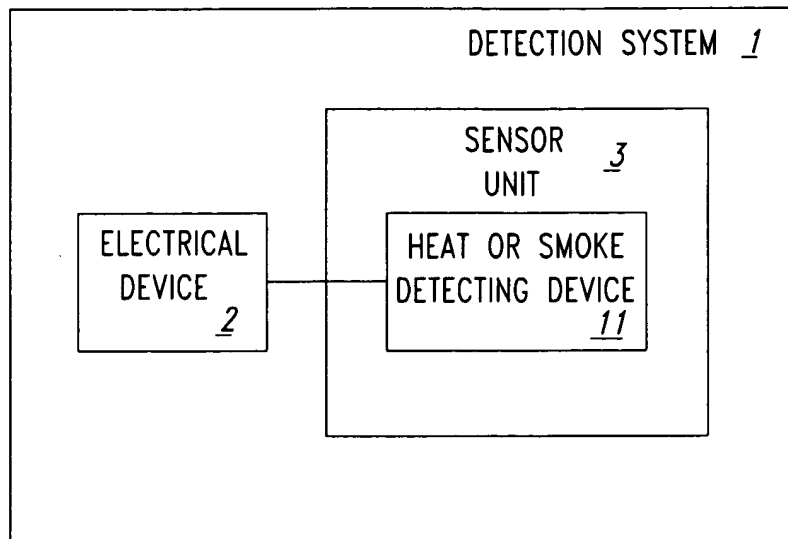 DETECTION SYSTEM 1
SENSOR 3
UNIT
ELECTRICAL
DEVICE 2
HEAT OR SMOKE
DETECTING DEVICE
11